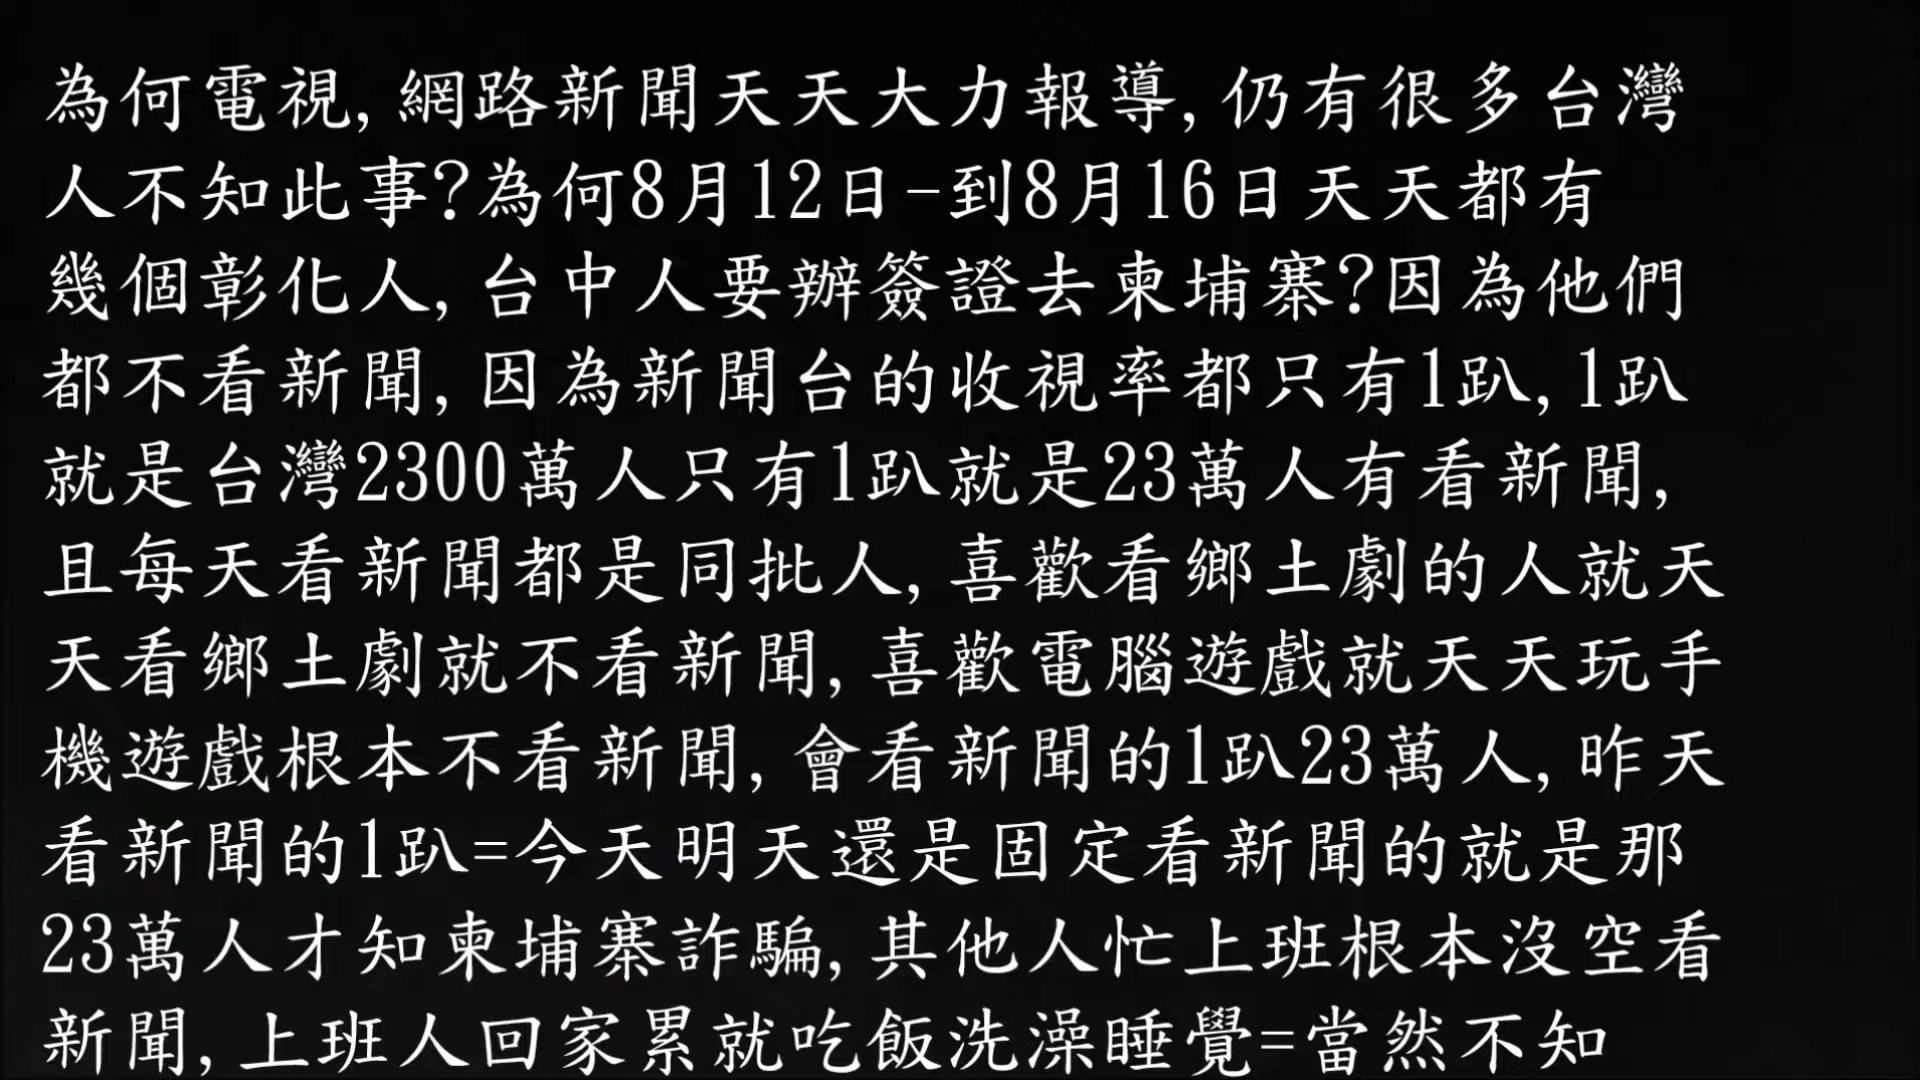 為何電視,網路新聞天天大力報導,仍有很多台灣
人不知此事?為何8月12日-到8月16日天天都有
幾個彰化人,台中人要辦簽證去柬埔寨?因為他們
都不看新聞,因為新聞台的收視率都只有1趴,1趴
就是台灣2300萬人只有1趴就是23萬人有看新聞,
且每天看新聞都是同批人,喜歡看鄉土劇的人就天
天看鄉土劇就不看新聞,喜歡電腦遊戲就天天玩手
機遊戲根本不看新聞,會看新聞的1趴23萬人,昨天
看新聞的1趴=今天明天還是固定看新聞的就是那
23萬人才知柬埔寨詐騙,其他人忙上班根本沒空看
新聞,上班人回家累就吃飯洗澡睡覺=當然不知